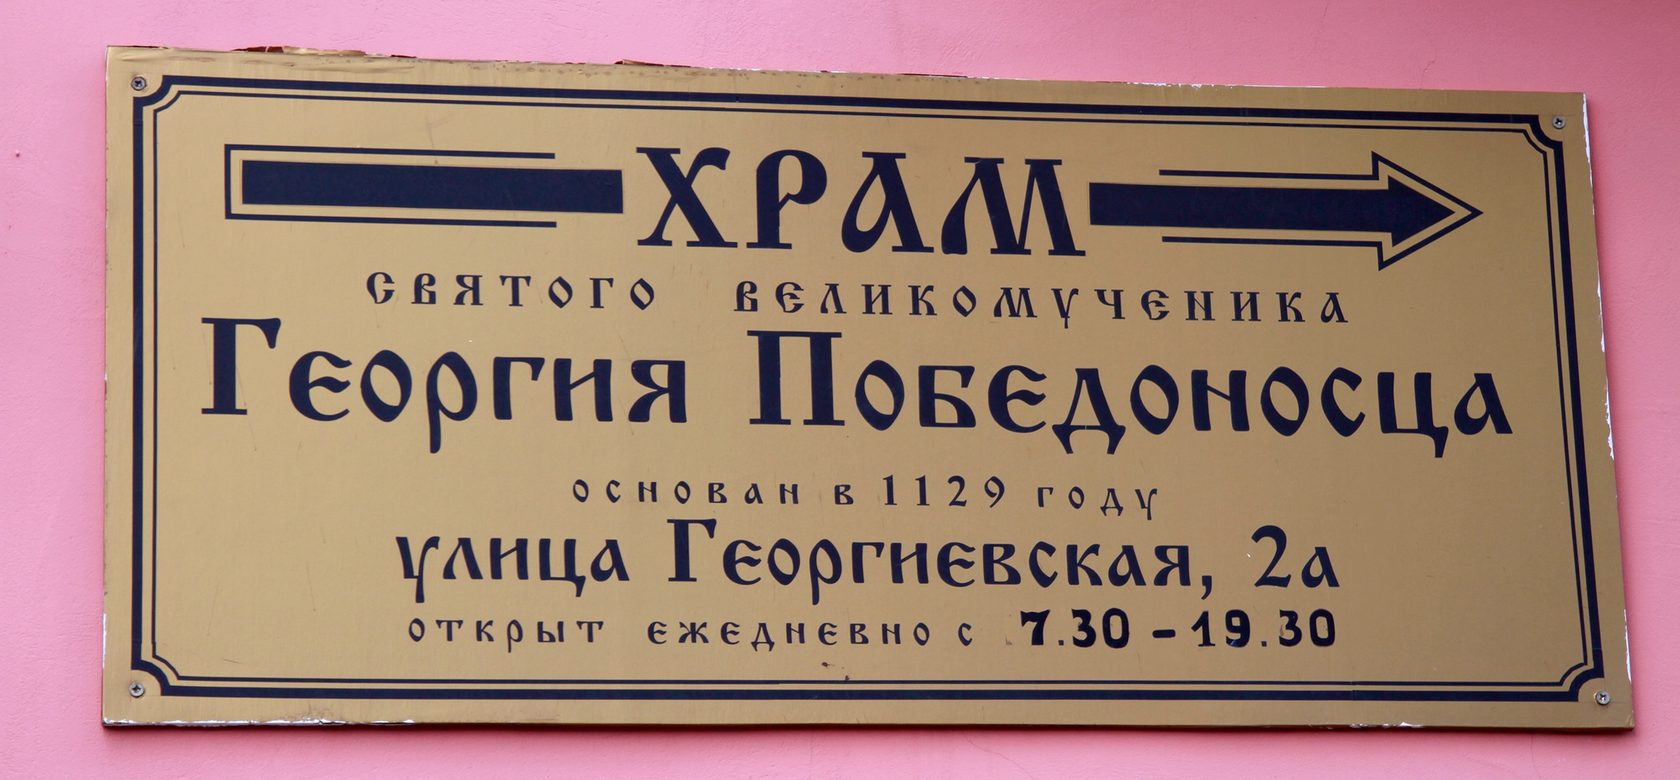 ХРАМ
СВЯТОГО ВЕЛИКОМУЧЕНИКА
Георгия Победоносца
основан в 1129 году
улица Георгиевская, 2а
открыт ежедневно с 7.30 - 19.30